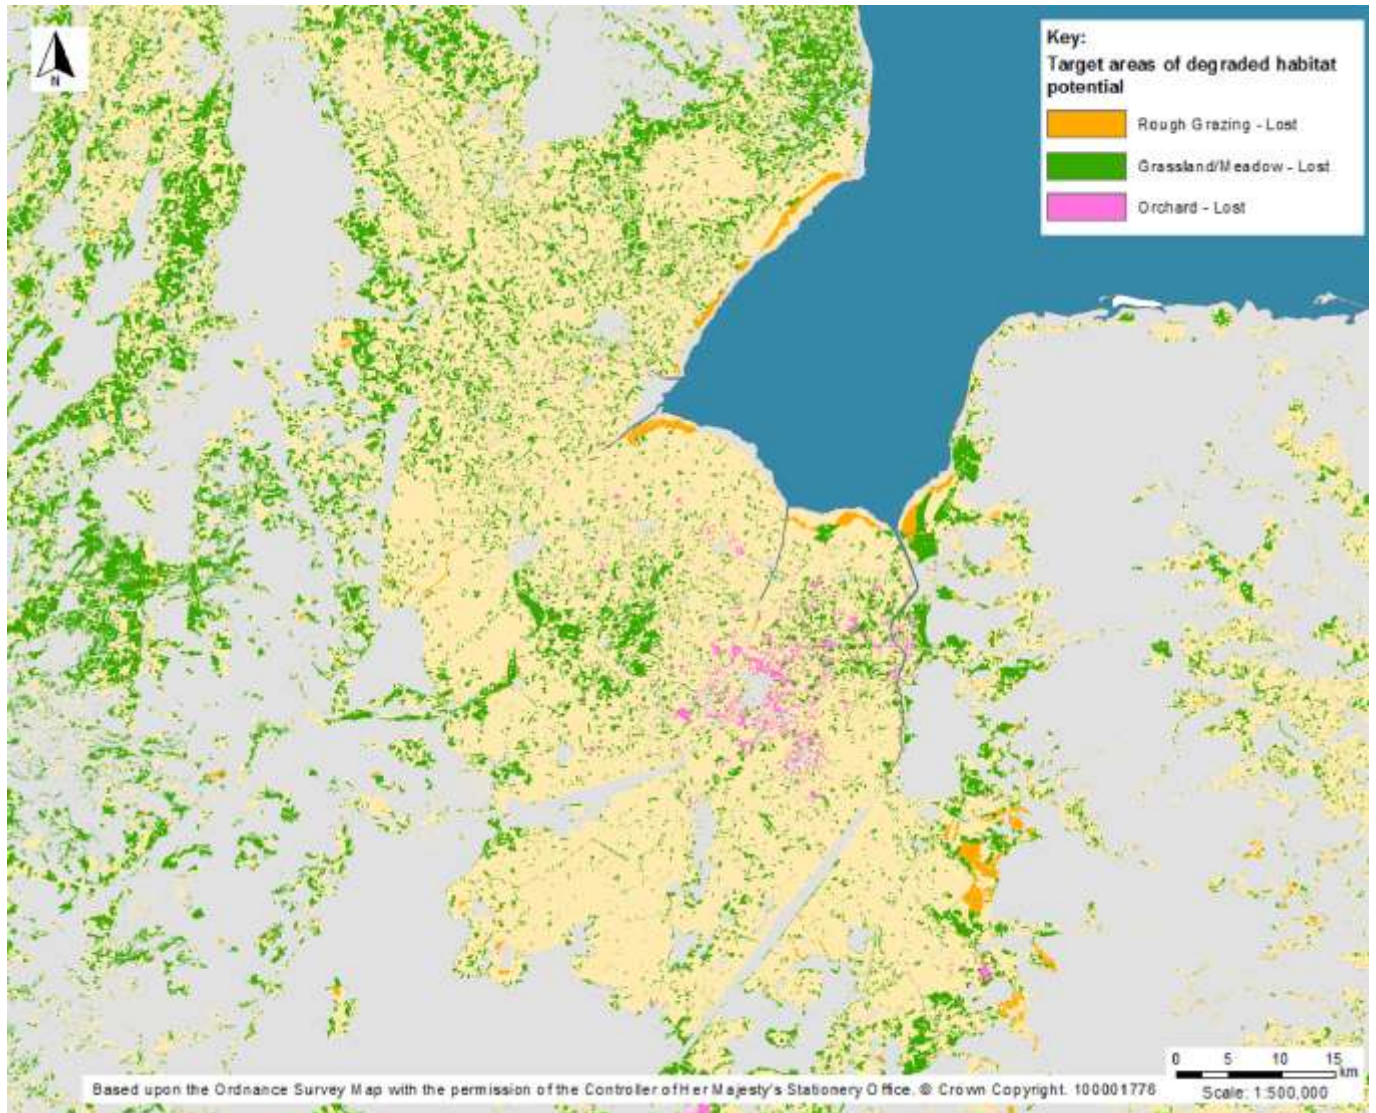 N
Key:
Target areas of degraded habitat
potential
Rough Grazing - Lost
Grassland/Meadow - Lost
Orchard - Lost
0 5 10 15
km
Scale: 1:500,000
Based upon the Ordnance Survey Map with the permission of the Controller of Her Majesty's Stationery Office. © Crown Copyright. 100001776